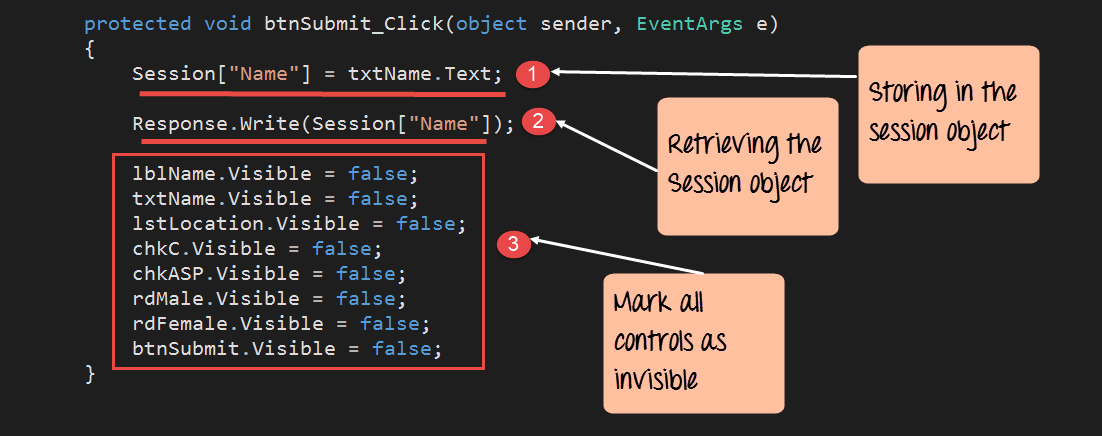 protected void btnSubmit_Click(object sender, EventArgs e)
{
Session["Name"] = txtName.Text;
1
Storing in the
session object
Response.Write(Session["Name"]);
2
Retrieving the
Session object
lblName.Visible = false;
txtName.Visible = false;
lstLocation.Visible = false;
chkC.Visible = false;
chkASP.Visible = false;
rdMale.Visible = false;
rdFemale.Visible = false;
btnSubmit.Visible = false;
3
Mark all
controls as
invisible
}